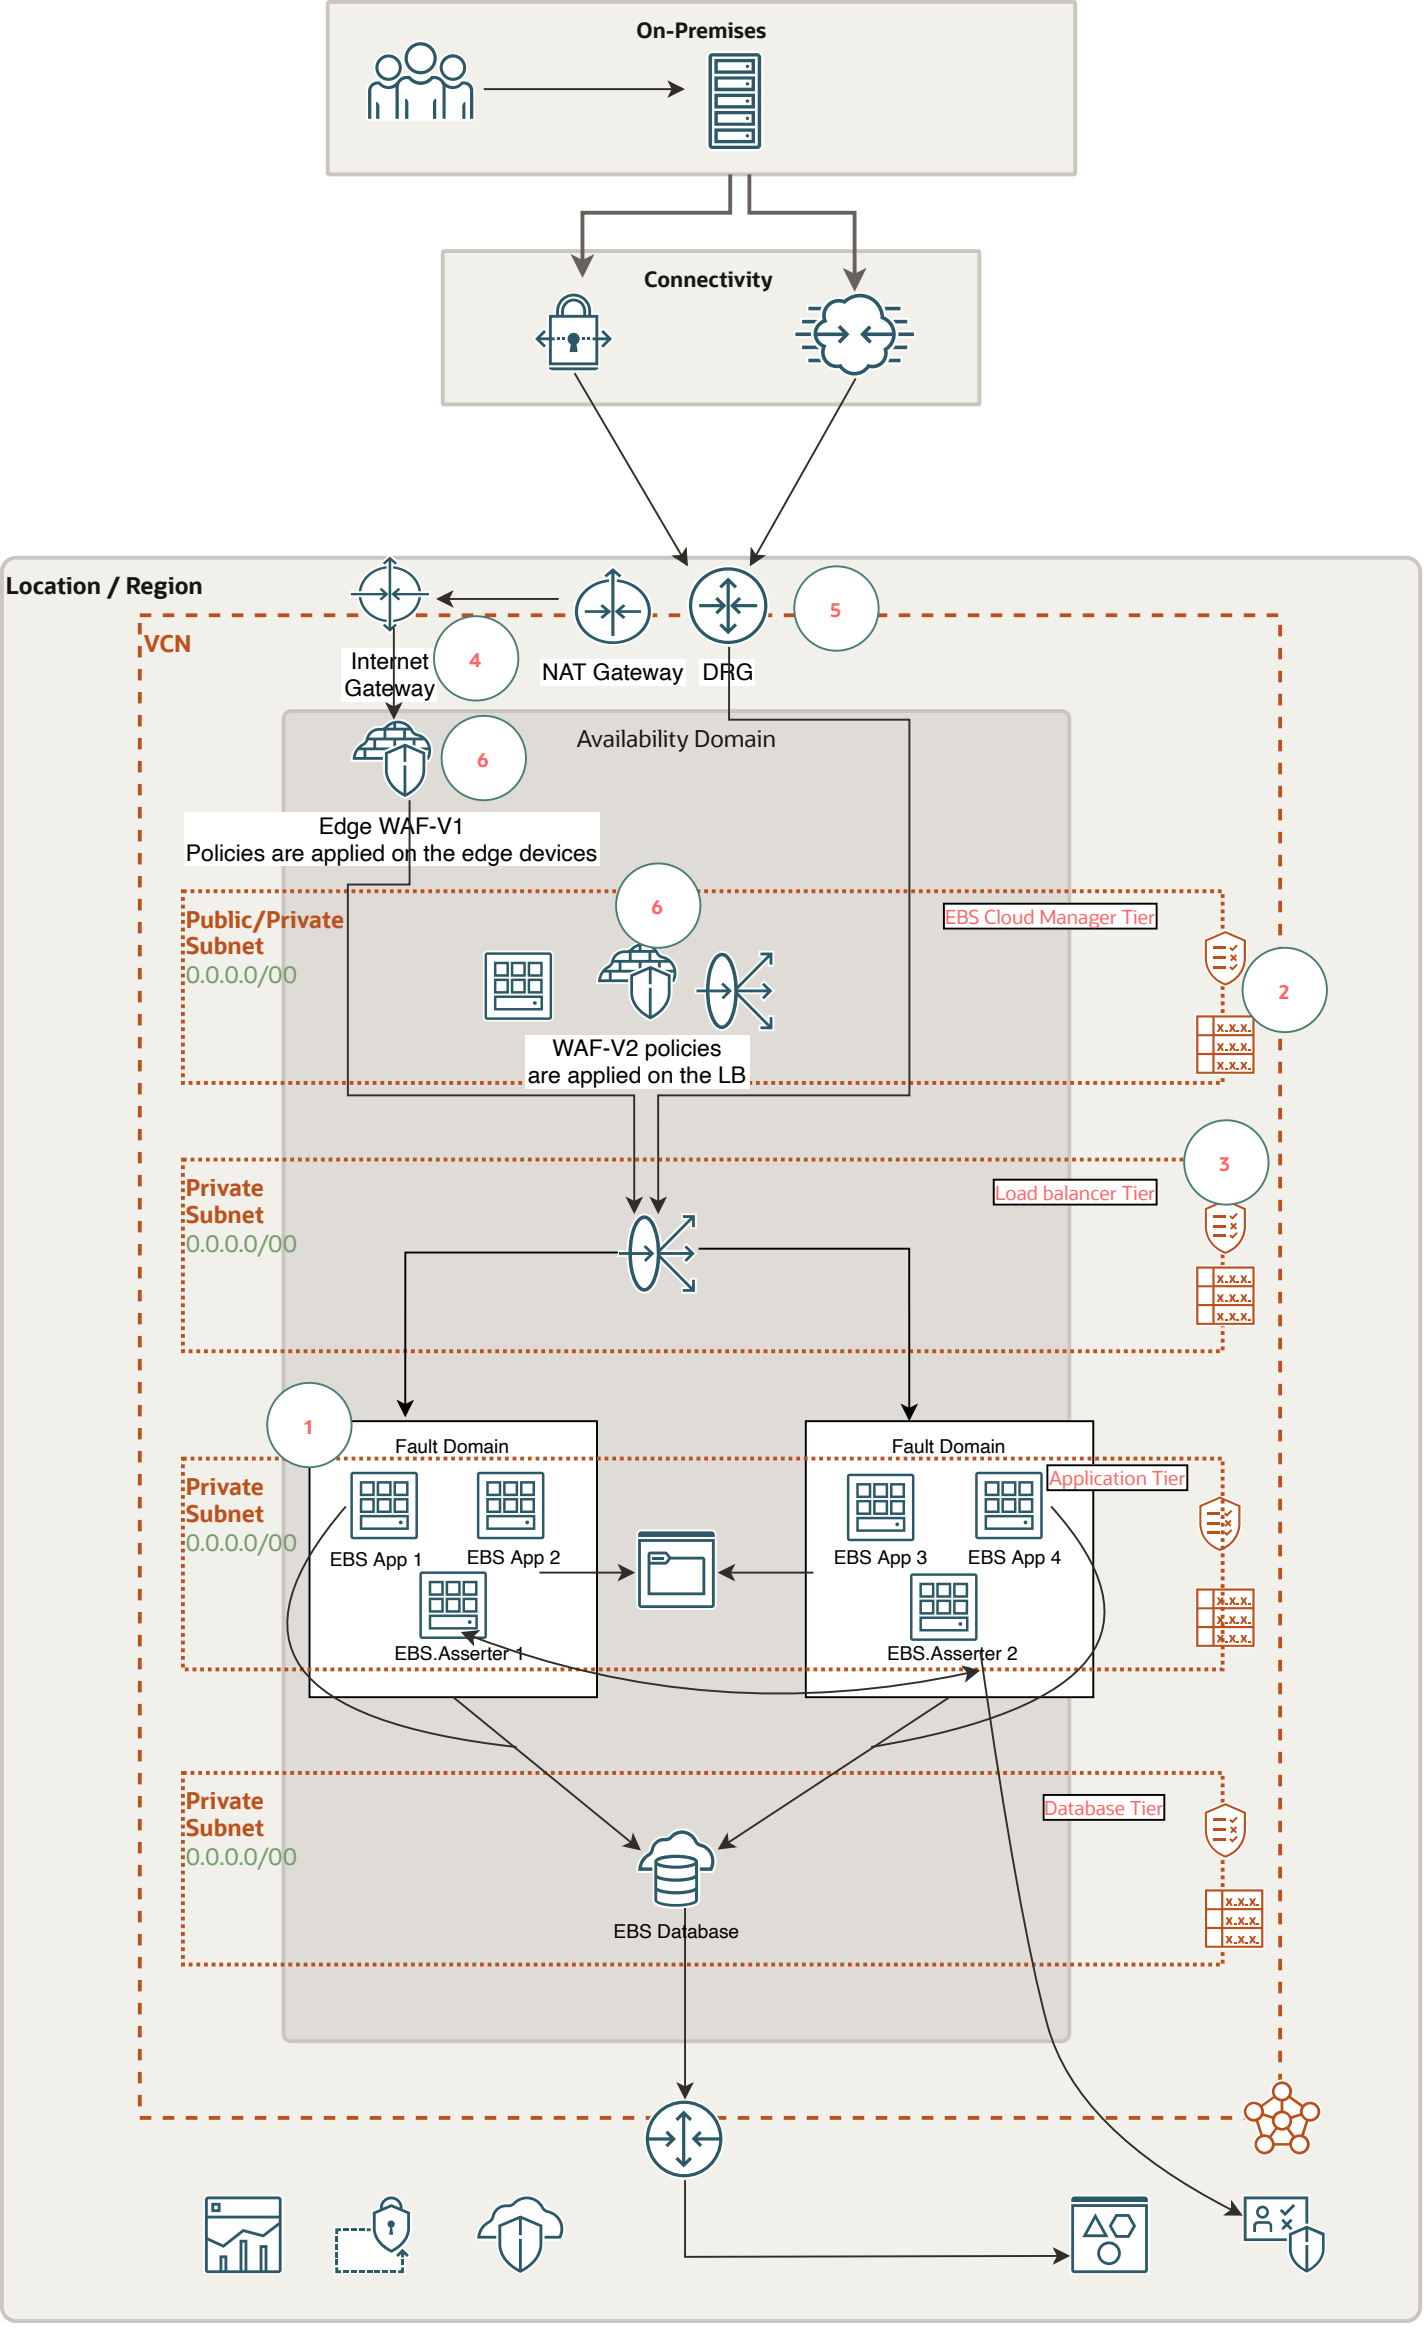 On-Premises
Connectivity
Location / Region
VCN
Internet
Gateway
4
NAT Gateway
DRG
5
Availability Domain
6
Edge WAF-V1
Policies are applied on the edge devices
6
Public/Private
Subnet
0.0.0.0/00
EBS Cloud Manager Tier
2
x.x.x.
x.x.x.
x.x.x.
WAF-V2 policies
are applied on the LB
3
Private
Subnet
0.0.0.0/00
Load balancer Tier
x.x.x.
x.x.x.
x.x.x.
1
Fault Domain
Fault Domain
Private
Subnet
0.0.0.0/00
Application Tier
EBS App 1
EBS App 2
EBS App 3
EBS App 4
x.x.x.
x.x.x.
x.x.x.
EBS.Asserter 1
EBS.Asserter 2
Private
Subnet
0.0.0.0/00
Database Tier
x.x.x.
x.x.x.
x.x.x.
EBS Database